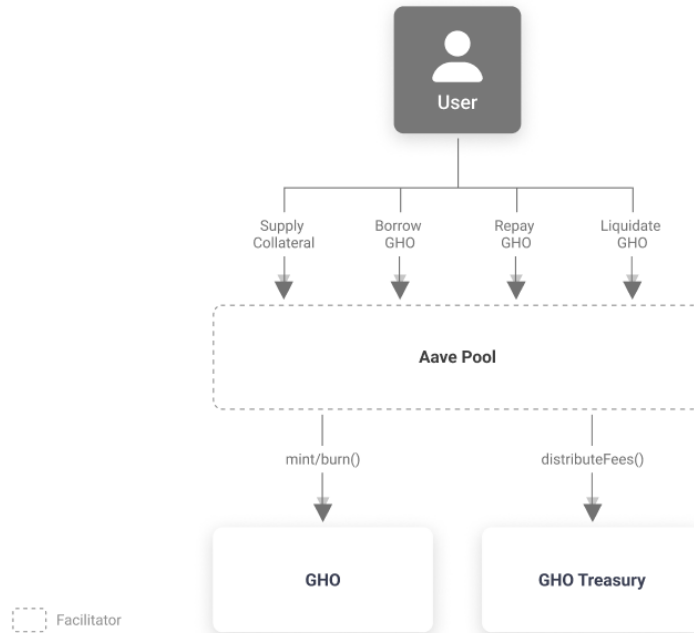 User
Supply
Collateral
Borrow
GHO
Repay
GHO
Liquidate
GHO
Aave Pool
mint/burn()
distributeFees()
GHO
GHO Treasury
Facilitator